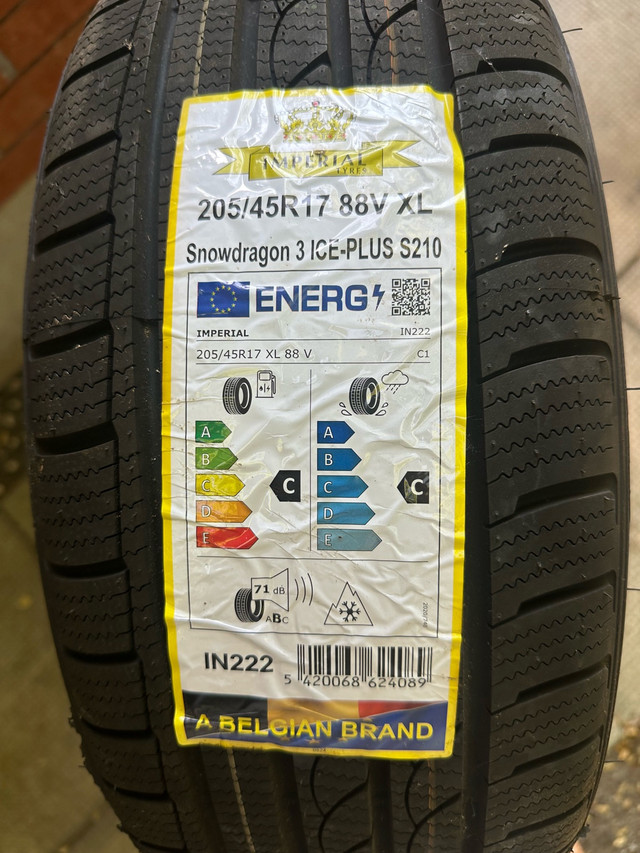 IMPERIAL
TYRES
205/45R17 88V XL
Snowdragon 3 ICE-PLUS S210
ENERG
IMPERIAL IN222
205/45R17 XL 88 V C1
A A
B B
C C C C
D D
E E
71 dB
ABC
IN222
5 420068 624089
A BELGIAN BRAND